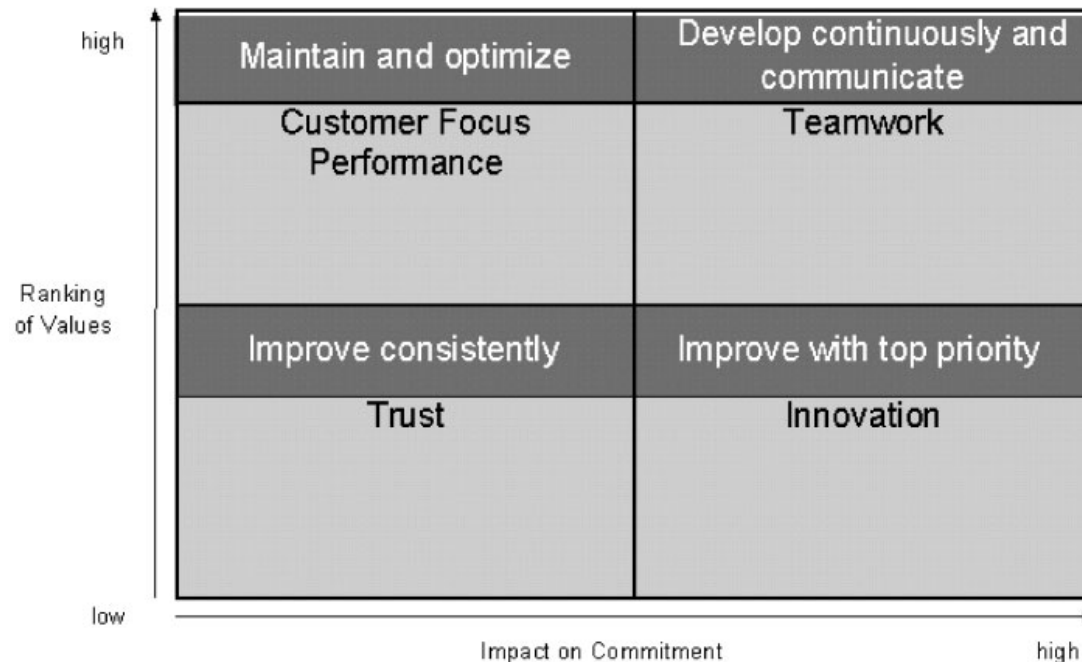 high
Maintain and optimize
Develop continuously and
communicate
Customer Focus
Performance
Teamwork
Ranking
of Values
Improve consistently
Improve with top priority
Trust
Innovation
low
Impact on Commitment
high